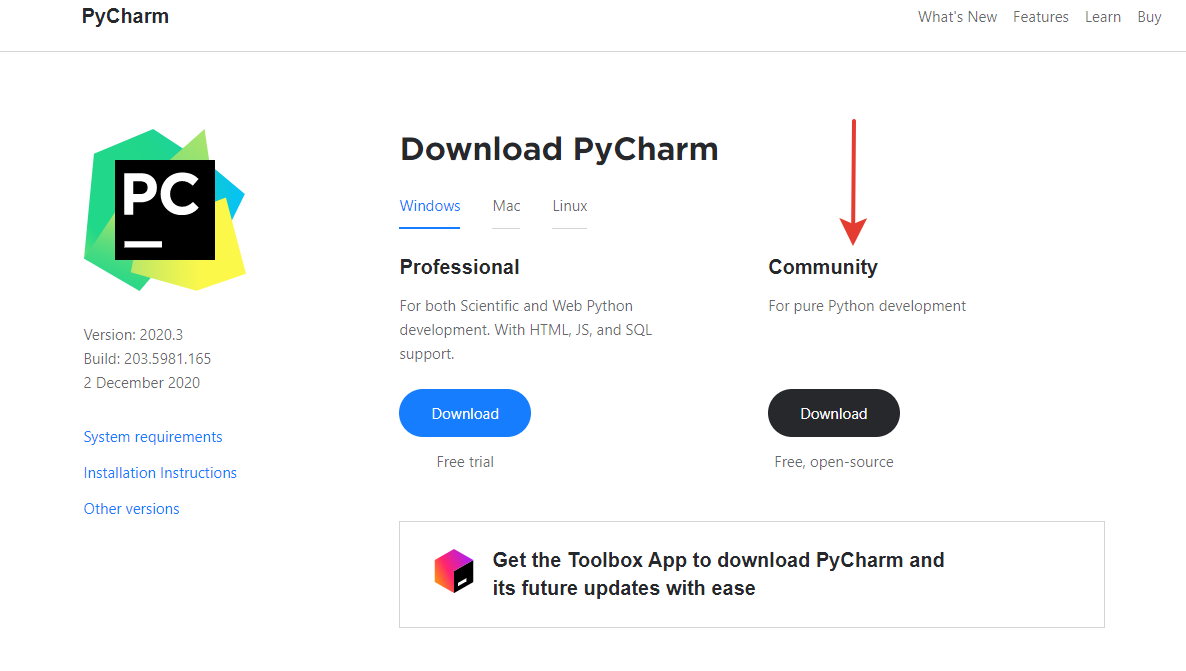 PyCharm
What's New Features Learn Buy
PC
Version: 2020.3
Build: 203.5981.165
2 December 2020
System requirements
Installation Instructions
Other versions
Download PyCharm
Windows Mac Linux
Professional
For both Scientific and Web Python
development. With HTML, JS, and SQL
support.
Download
Free trial
Community
For pure Python development
Download
Free, open-source
Get the Toolbox App to download PyCharm and
its future updates with ease